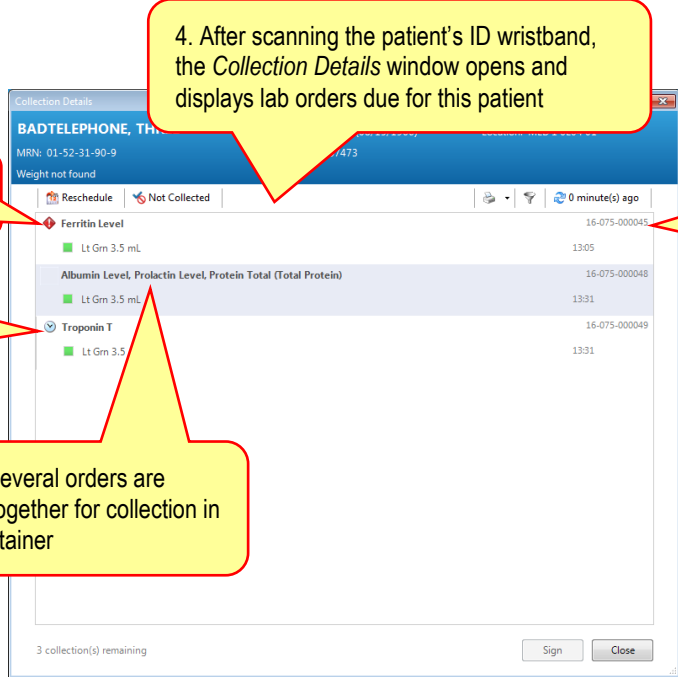 4. After scanning the patient's ID wristband,
the Collection Details window opens and
displays lab orders due for this patient
Collection Details
BADTELEPHONE,
MRN: 01-52-31-90-9
7473
Weight not found
Reschedule Not Collected 0 minute(s) ago
Ferritin Level 16-075-000045
Lt Grn 3.5 mL 13:05
Albumin Level, Prolactin Level, Protein Total (Total Protein) 16-075-000048
Lt Grn 3.5 mL 13:31
Troponin T 16-075-000049
Lt Grn 3.5 13:31
everal orders are
ogether for collection in
tainer
3 collection(s) remaining Sign Close